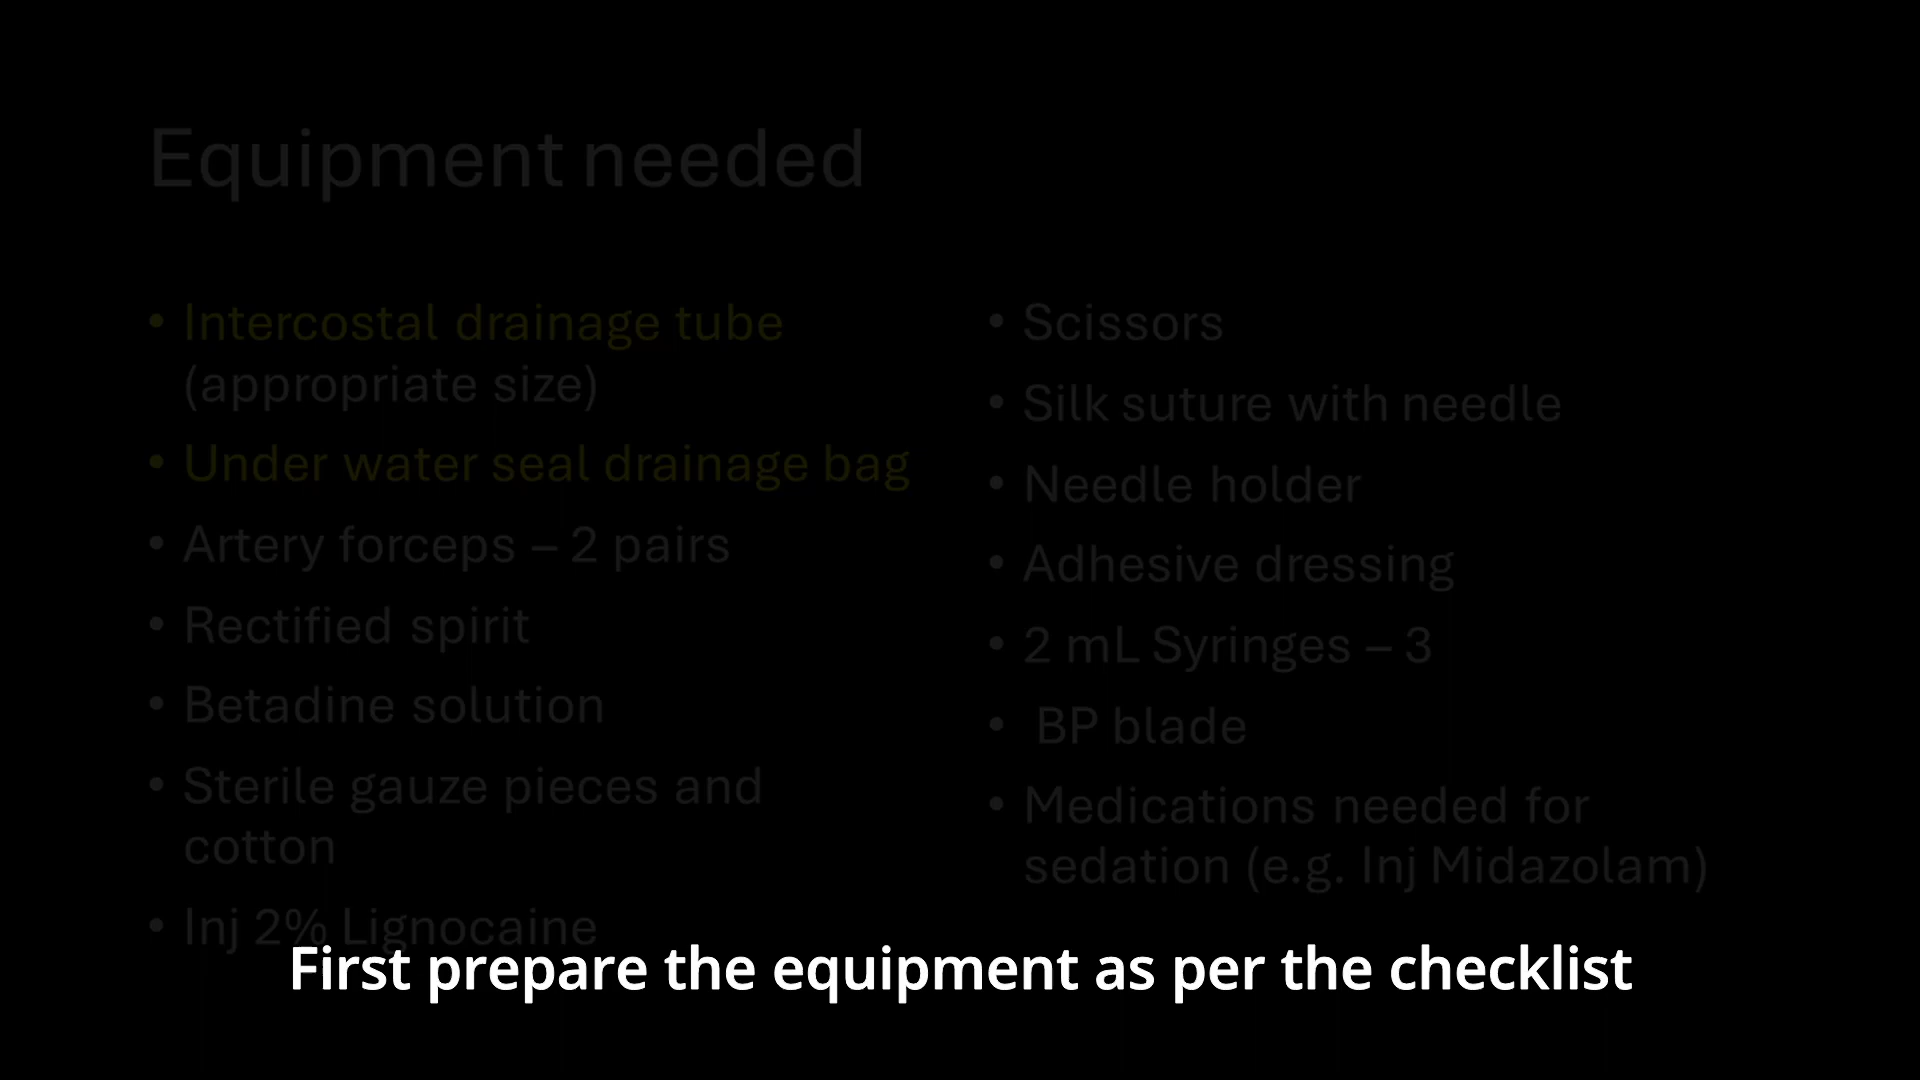 Equipment needed
• Intercostal drainage tube
(appropriate size)
• Under water seal drainage bag
• Artery forceps – 2 pairs
• Rectified spirit
• Betadine solution
• Sterile gauze pieces and
cotton
• Inj 2% Lignocaine
• Scissors
• Silk suture with needle
• Needle holder
• Adhesive dressing
• 2 mL Syringes – 3
• BP blade
• Medications needed for
sedation (e.g. Inj Midazolam)
First prepare the equipment as per the checklist